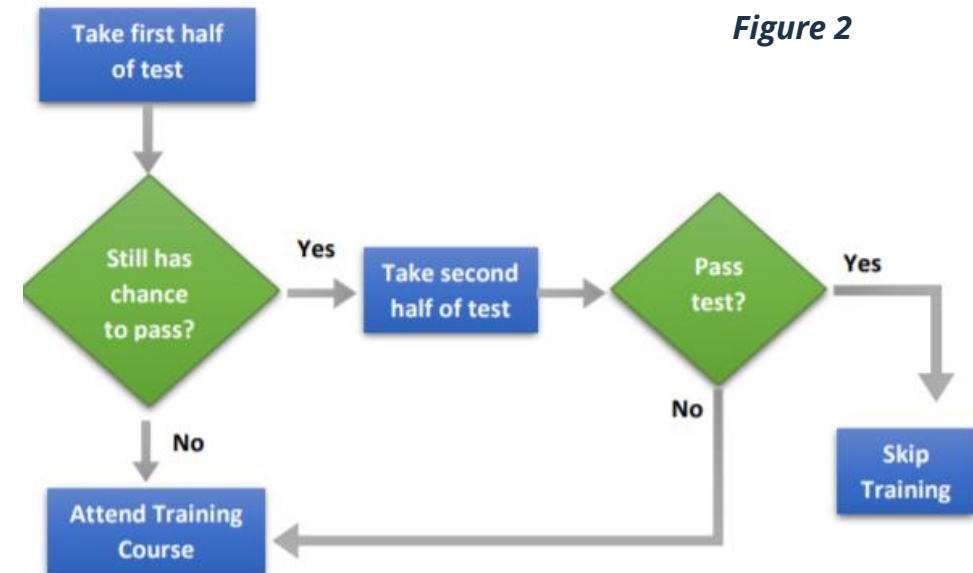 Figure 2
Take first half
of test
Still has
chance
to pass?
Yes
Take second
half of test
Pass
test?
Yes
No
No
Skip
Training
Attend Training
Course